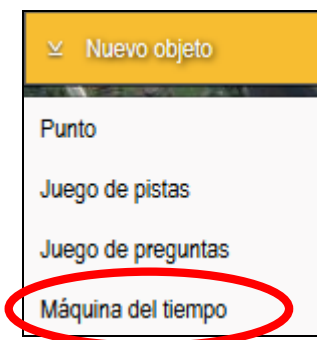 Nuevo objeto
Punto
Juego de pistas
Juego de preguntas
Máquina del tiempo